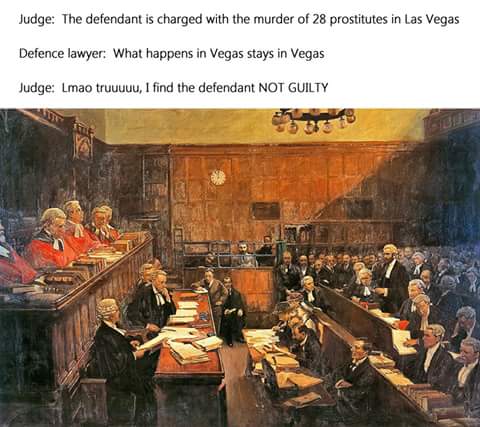 Judge:  The defendant is charged with the murder of 28 prostitutes in Las Vegas
Defence lawyer:  What happens in Vegas stays in Vegas
Judge:  Lmao truuuuu, I find the defendant NOT GUILTY